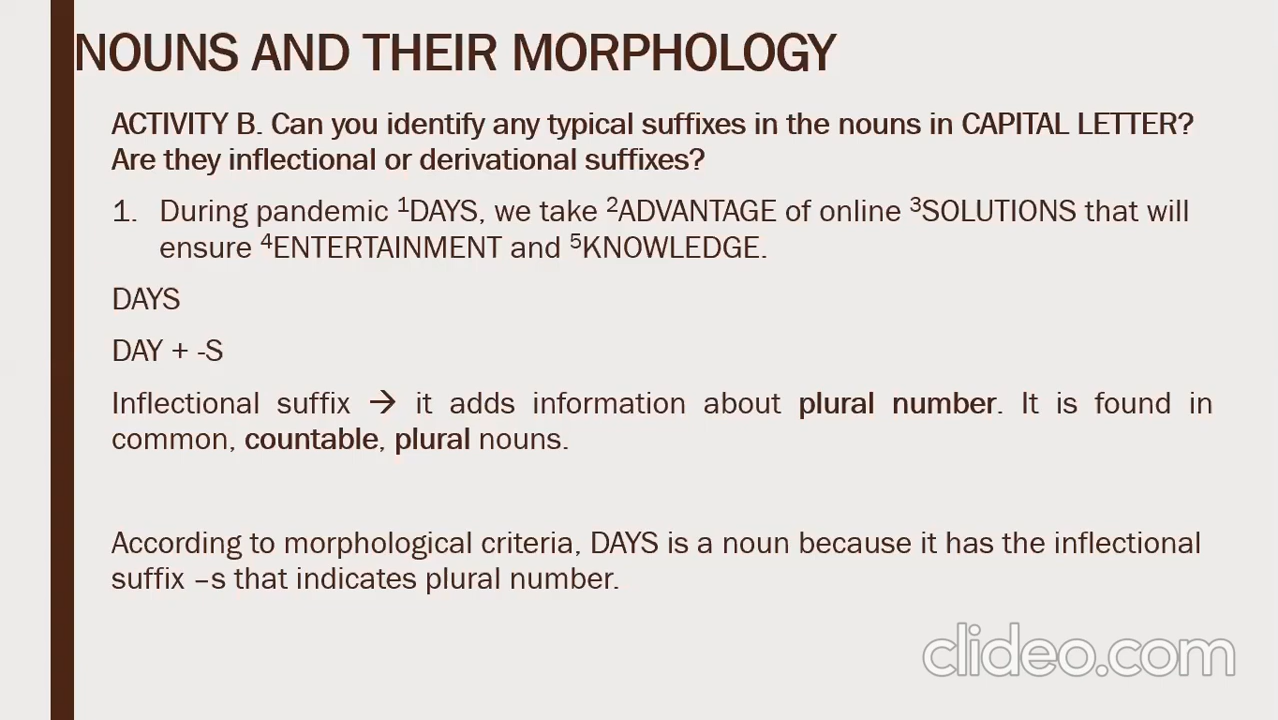 NOUNS AND THEIR MORPHOLOGY
ACTIVITY B. Can you identify any typical suffixes in the nouns in CAPITAL LETTER?
Are they inflectional or derivational suffixes?
1. During pandemic ¹DAYS, we take ²ADVANTAGE of online ³SOLUTIONS that will
ensure ⁴ENTERTAINMENT and ⁵KNOWLEDGE.
DAYS
DAY + -S
Inflectional suffix → it adds information about plural number. It is found in
common, countable, plural nouns.
According to morphological criteria, DAYS is a noun because it has the inflectional
suffix –s that indicates plural number.
clideo.com